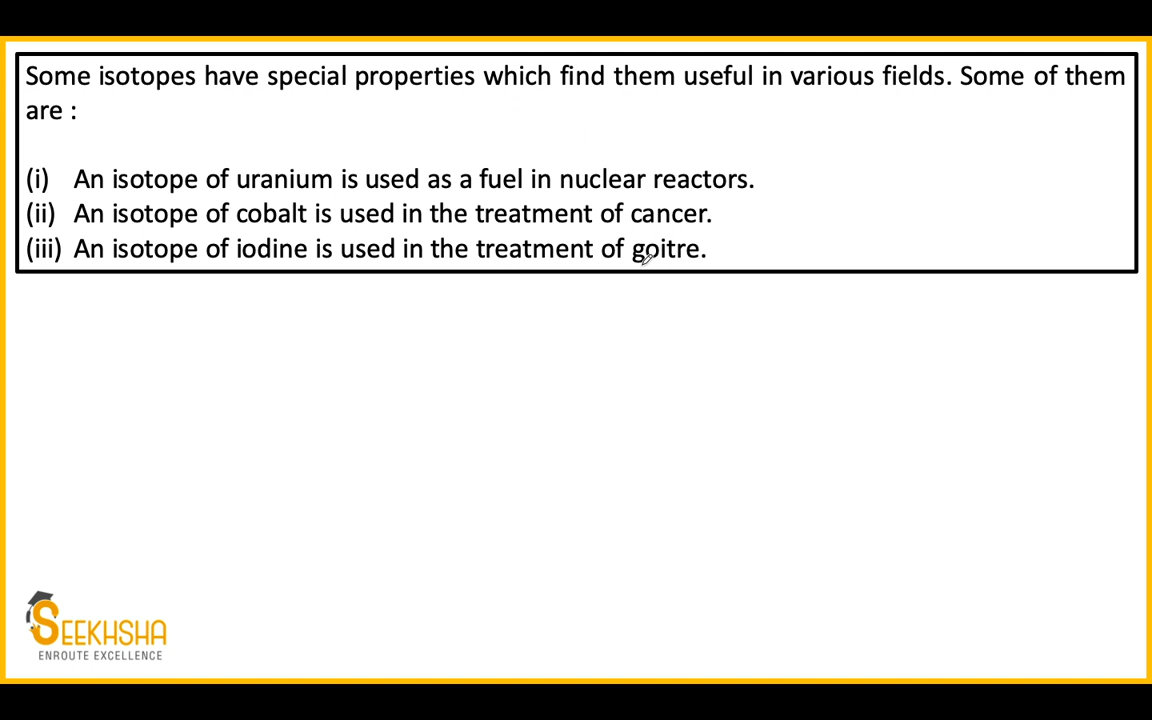 Some isotopes have special properties which find them useful in various fields. Some of them
are :
(i) An isotope of uranium is used as a fuel in nuclear reactors.
(ii) An isotope of cobalt is used in the treatment of cancer.
(iii) An isotope of iodine is used in the treatment of goitre.
SEEKHSHA
ENROUTE EXCELLENCE